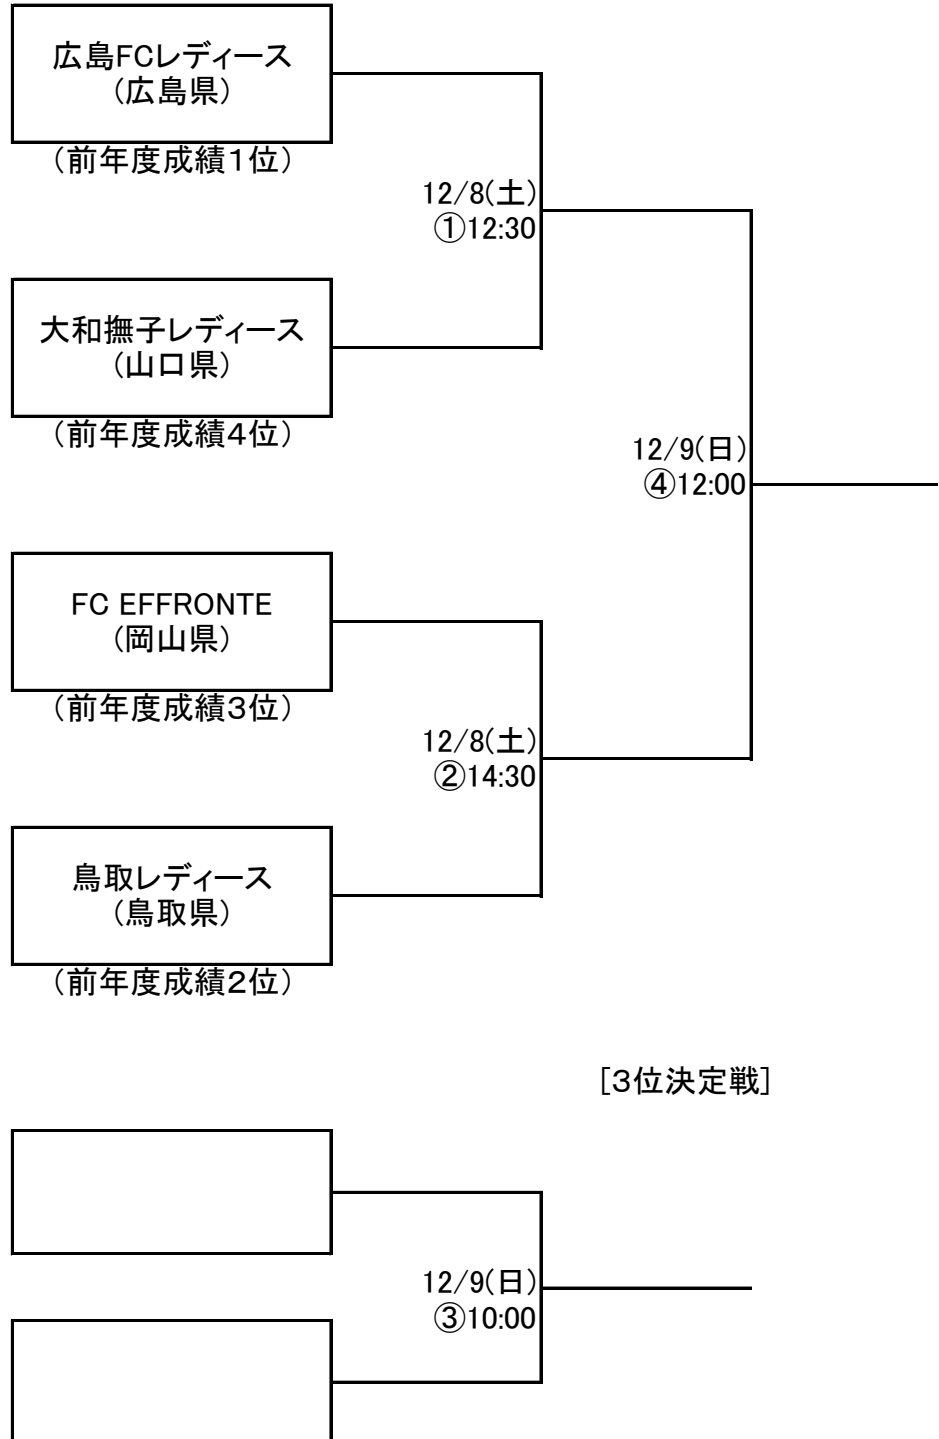 広島FCレディース
(広島県)
(前年度成績１位)
12/8(土)
①12:30
大和撫子レディース
(山口県)
(前年度成績４位)
12/9(日)
④12:00
FC EFFRONTE
(岡山県)
(前年度成績３位)
12/8(土)
②14:30
鳥取レディース
(鳥取県)
(前年度成績２位)
[３位決定戦]
12/9(日)
③10:00